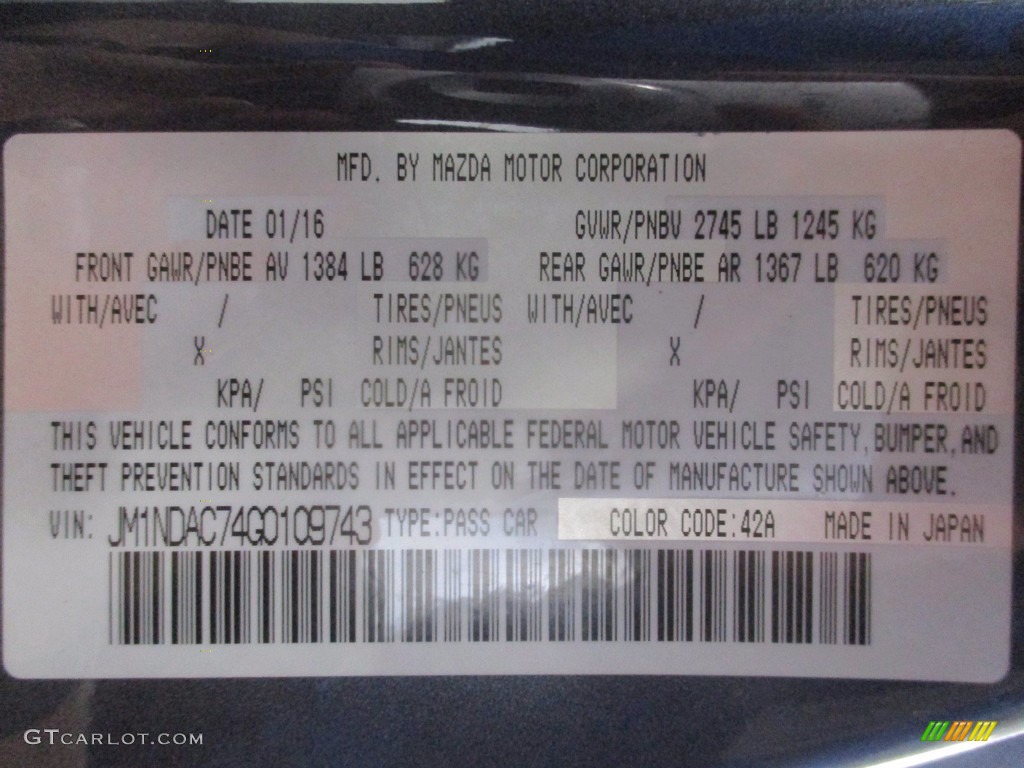 MFD. BY MAZDA MOTOR CORPORATION
DATE 01/16 GVWR/PNBV 2745 LB 1245 KG
FRONT GAWR/PNBE AV 1384 LB 628 KG REAR GAWR/PNBE AR 1367 LB 620 KG
WITH/AVEC / TIRES/PNEUS WITH/AVEC / TIRES/PNEUS
X RIMS/JANTES X RIMS/JANTES
KPA/ PSI COLD/A FROID KPA/ PSI COLD/A FROID
THIS VEHICLE CONFORMS TO ALL APPLICABLE FEDERAL MOTOR VEHICLE SAFETY, BUMPER, AND
THEFT PREVENTION STANDARDS IN EFFECT ON THE DATE OF MANUFACTURE SHOWN ABOVE.
VIN: JM1NDAC74G0109743 TYPE:PASS CAR COLOR CODE:42A MADE IN JAPAN
GTCARLOT.COM